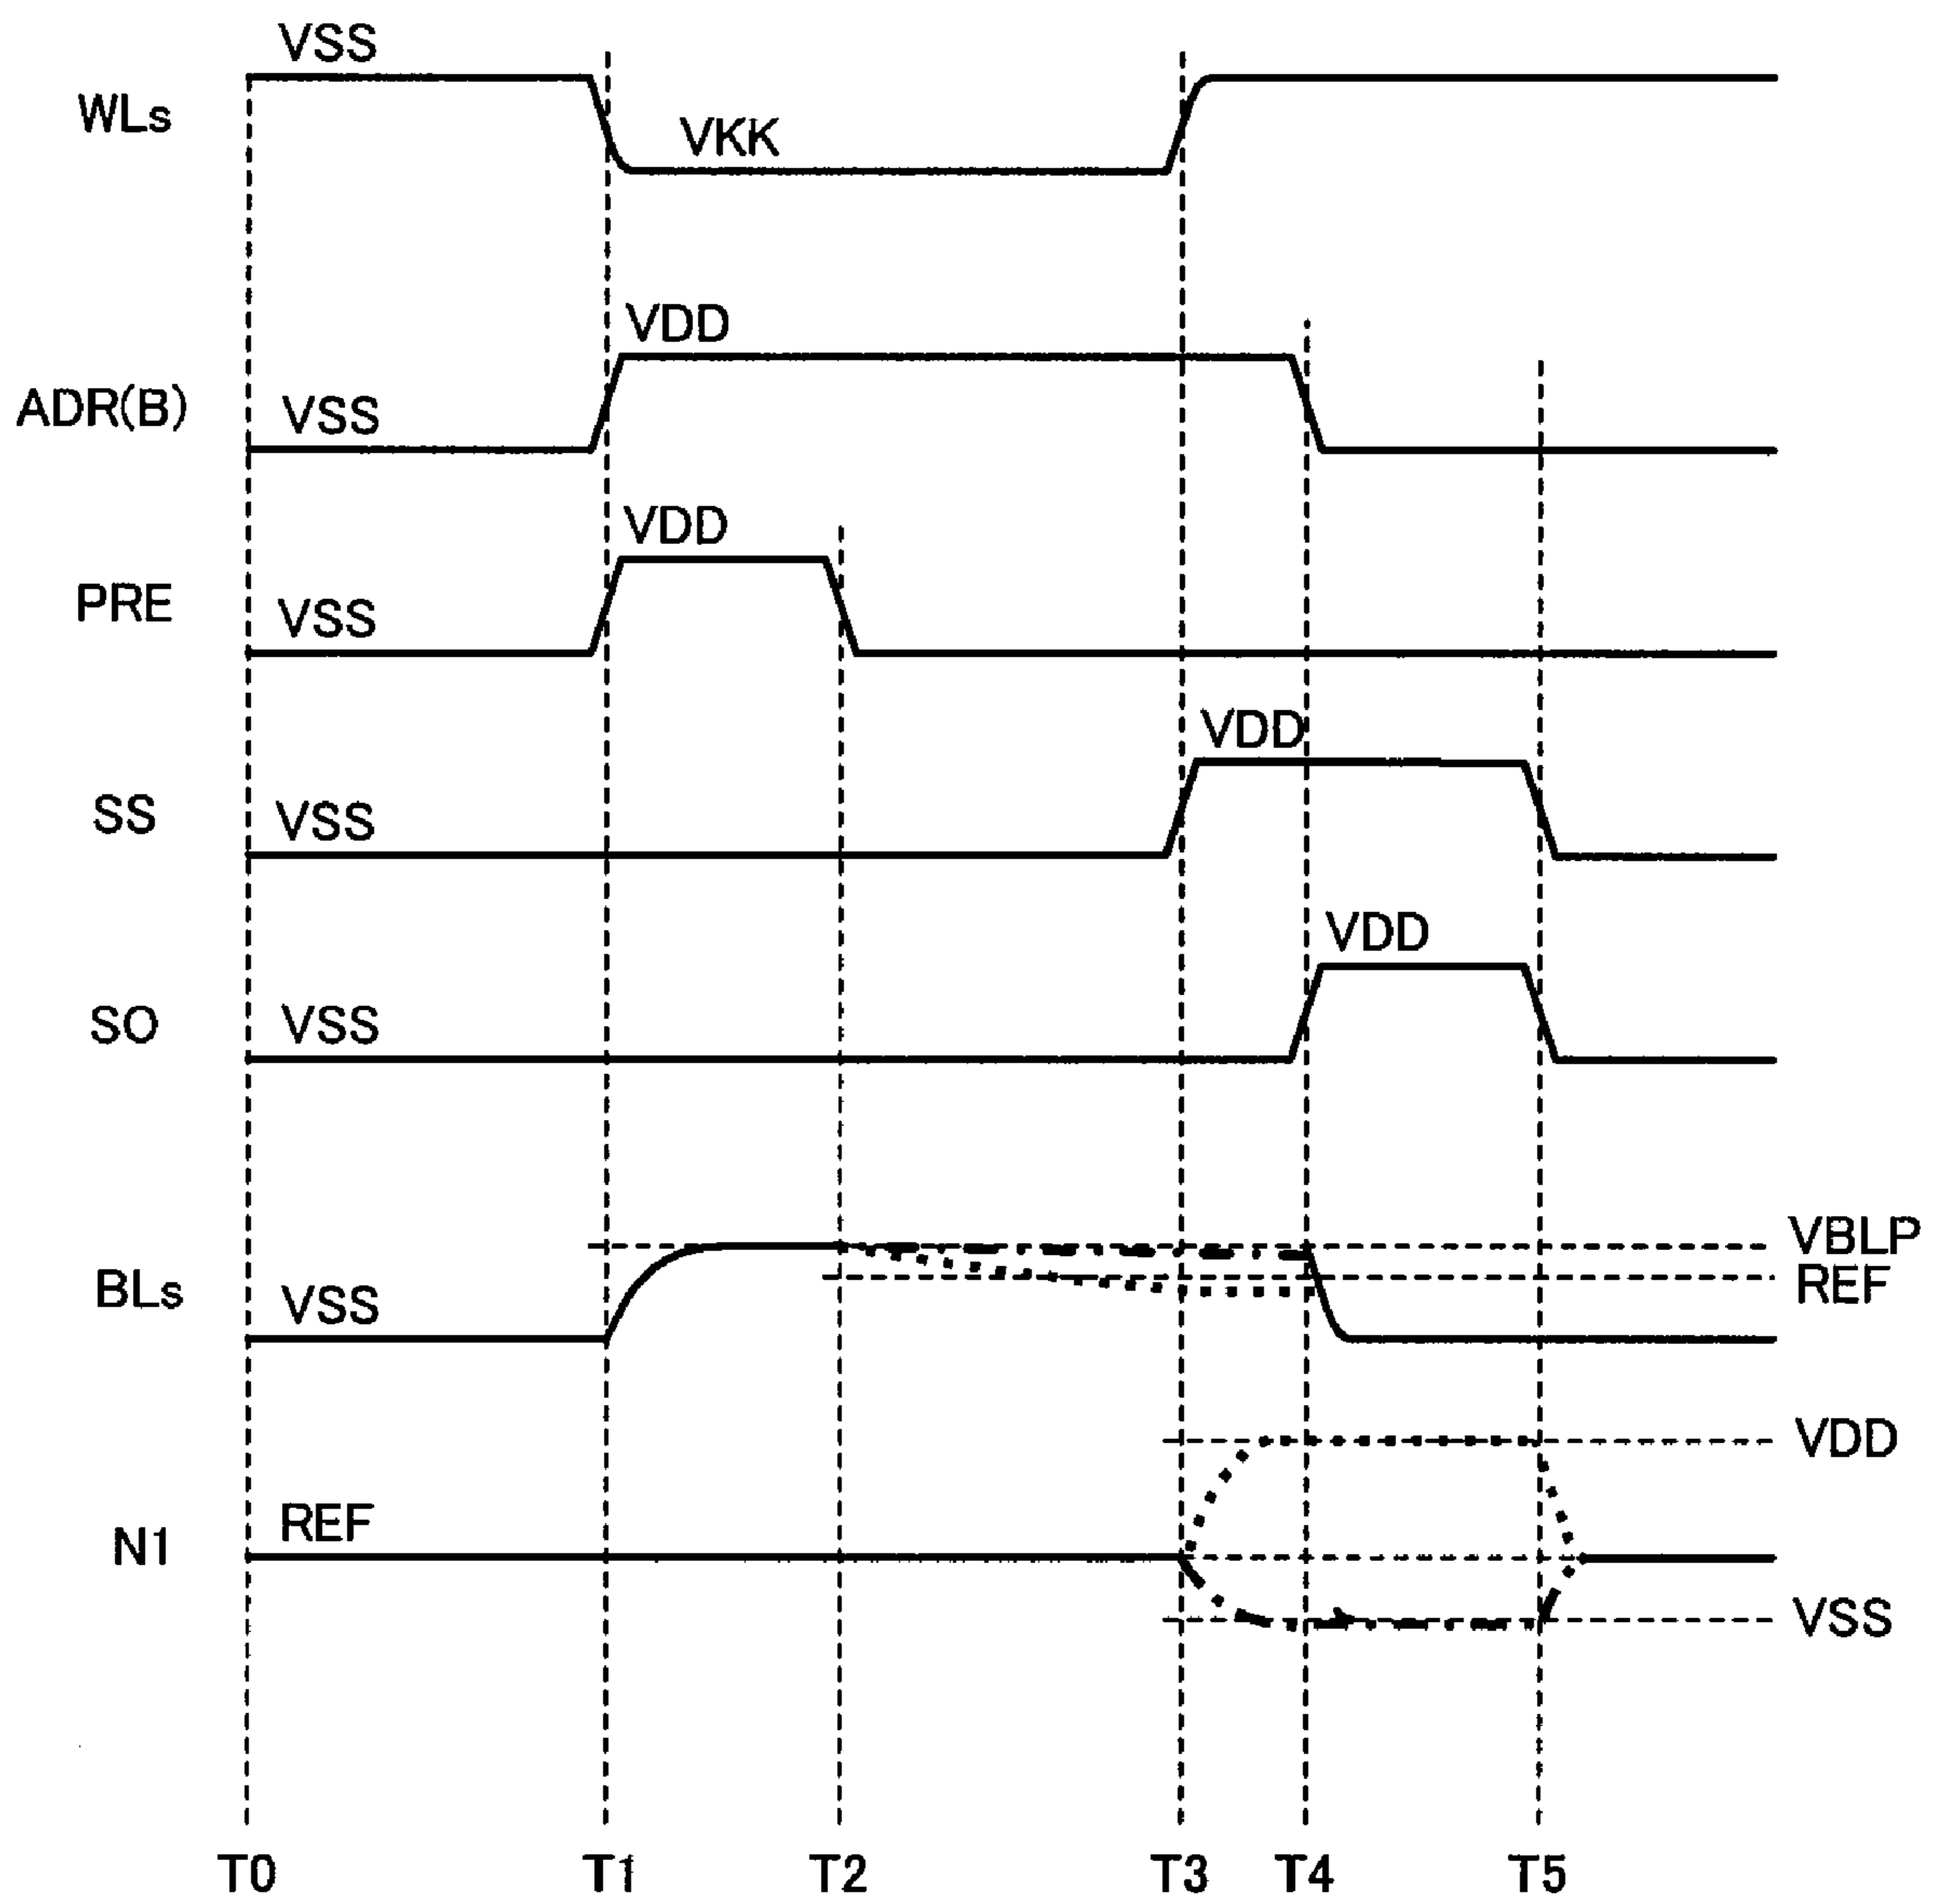 VSS
WLs
VKK
VDD
ADR(B)
VSS
VDD
PRE
VSS
VDD
SS
VSS
VDD
SO
VSS
VBLP
BLs
VSS
REF
VDD
N1
REF
VSS
T0 T1 T2 T3 T4 T5